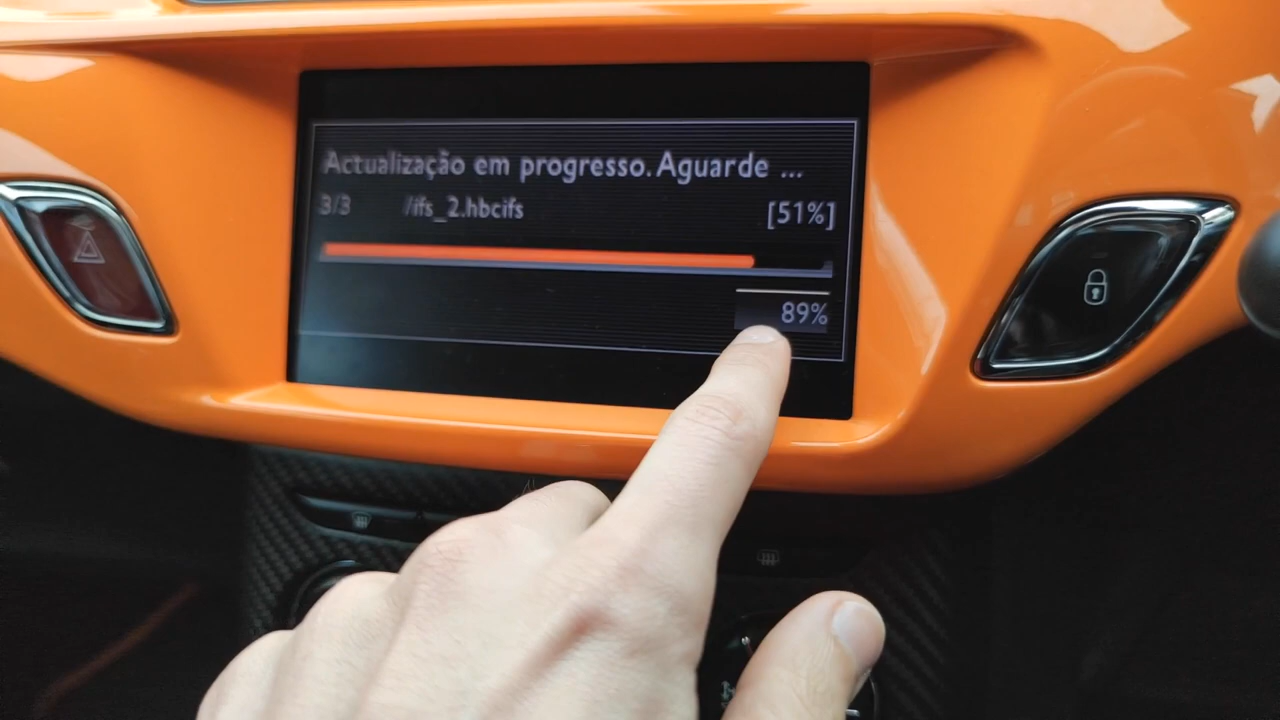 Actualização em progresso. Aguarde ...
3/3 /ifs_2.hbcifs [51%]
89%